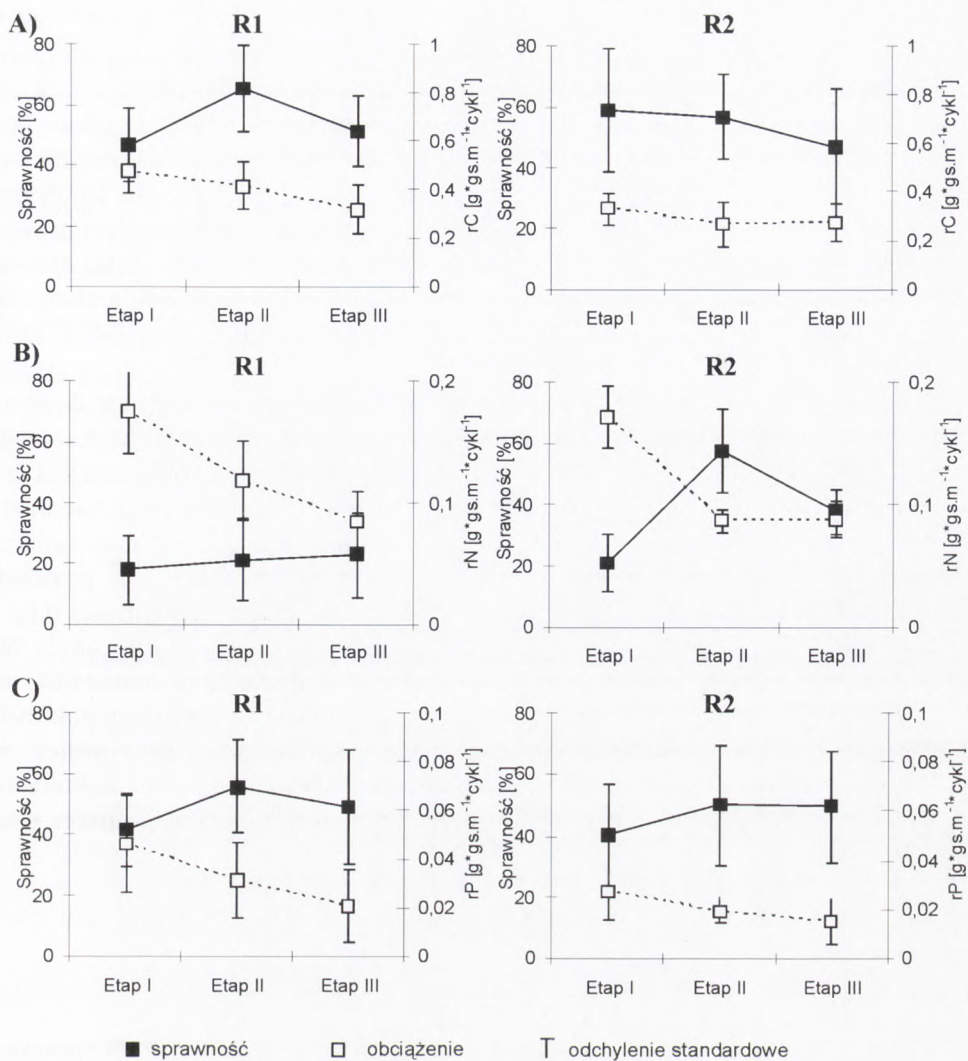 A)
R1
R2
Sprawność [%]
80
60
40
20
0
Etap I Etap II Etap III
1
0,8
0,6
0,4
0,2
0
rC [g*gs.m⁻¹*cykl⁻¹]
Sprawność [%]
80
60
40
20
0
Etap I Etap II Etap III
1
0,8
0,6
0,4
0,2
0
rC [g*gs.m⁻¹*cykl⁻¹]
B)
R1
R2
Sprawność [%]
80
60
40
20
0
Etap I Etap II Etap III
0,2
0,1
0
rN [g*gs.m⁻¹*cykl⁻¹]
Sprawność [%]
80
60
40
20
0
Etap I Etap II Etap III
0,2
0,1
0
rN [g*gs.m⁻¹*cykl⁻¹]
C)
R1
R2
Sprawność [%]
80
60
40
20
0
Etap I Etap II Etap III
0,1
0,08
0,06
0,04
0,02
0
rP [g*gs.m⁻¹*cykl⁻¹]
Sprawność [%]
80
60
40
20
0
Etap I Etap II Etap III
0,1
0,08
0,06
0,04
0,02
0
rP [g*gs.m⁻¹*cykl⁻¹]
sprawność obciążenie odchylenie standardowe